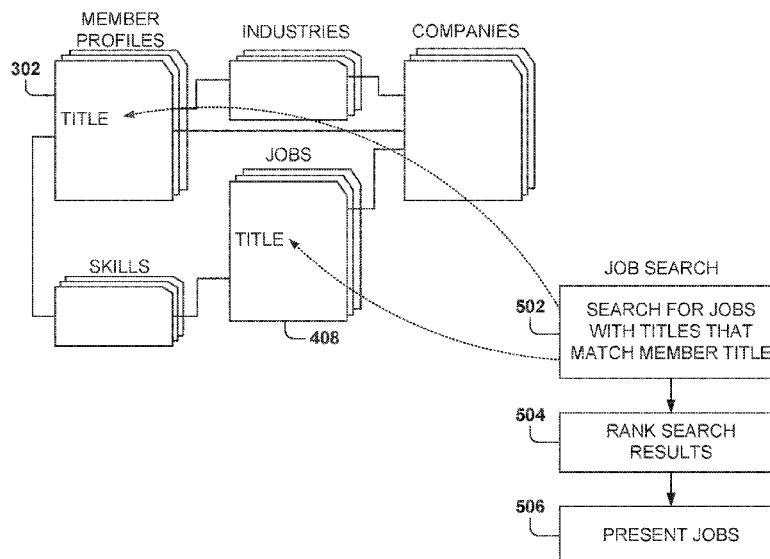 MEMBER
PROFILES
INDUSTRIES
COMPANIES
302
TITLE
JOBS
TITLE
SKILLS
408
JOB SEARCH
502
SEARCH FOR JOBS
WITH TITLES THAT
MATCH MEMBER TITLE
504
RANK SEARCH
RESULTS
506
PRESENT JOBS